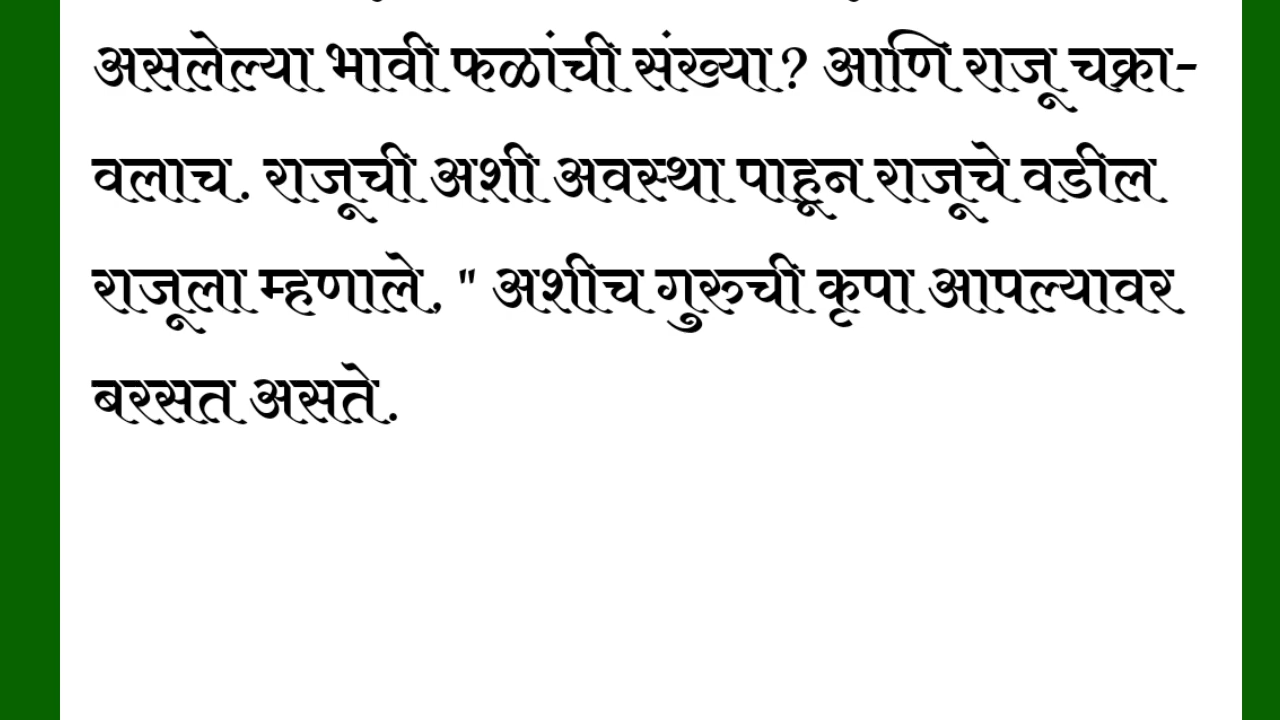 असलेल्या भावी फळांची संख्या? आणि राजू चक्रा-
वलाच. राजूची अशी अवस्था पाहून राजूचे वडील
राजूला म्हणाले, " अशीच गुरुची कृपा आपल्यावर
बरसत असते.